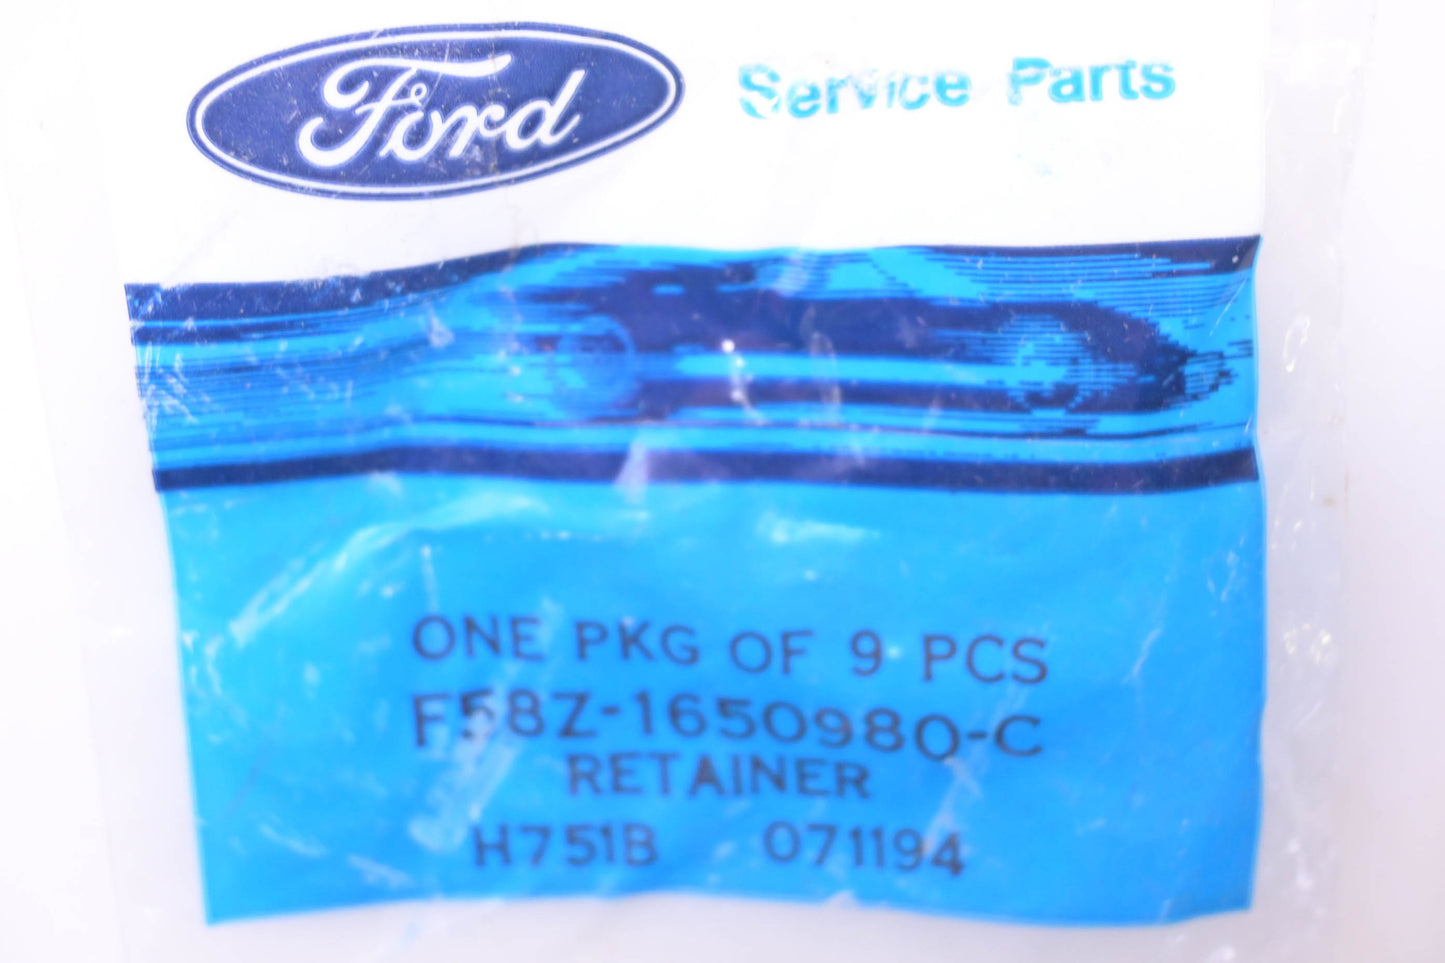 Ford Service Parts
ONE PKG OF 9 PCS
F58Z-1650980-C
RETAINER
H751B 071194